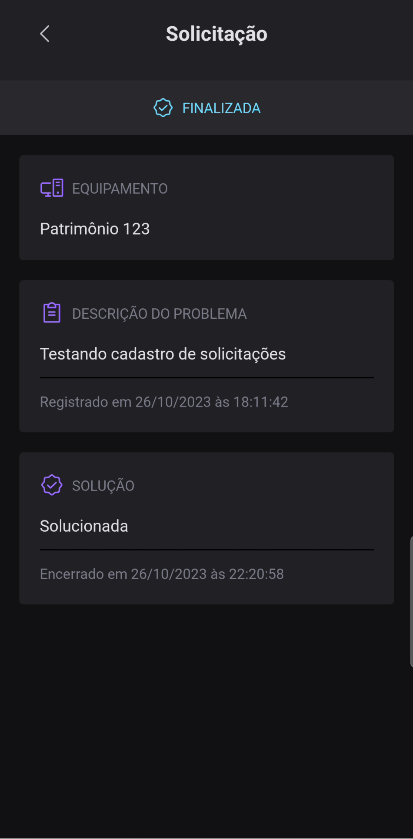 Solicitação
FINALIZADA
EQUIPAMENTO
Patrimônio 123
DESCRIÇÃO DO PROBLEMA
Testando cadastro de solicitações
Registrado em 26/10/2023 às 18:11:42
SOLUÇÃO
Solucionada
Encerrado em 26/10/2023 às 22:20:58